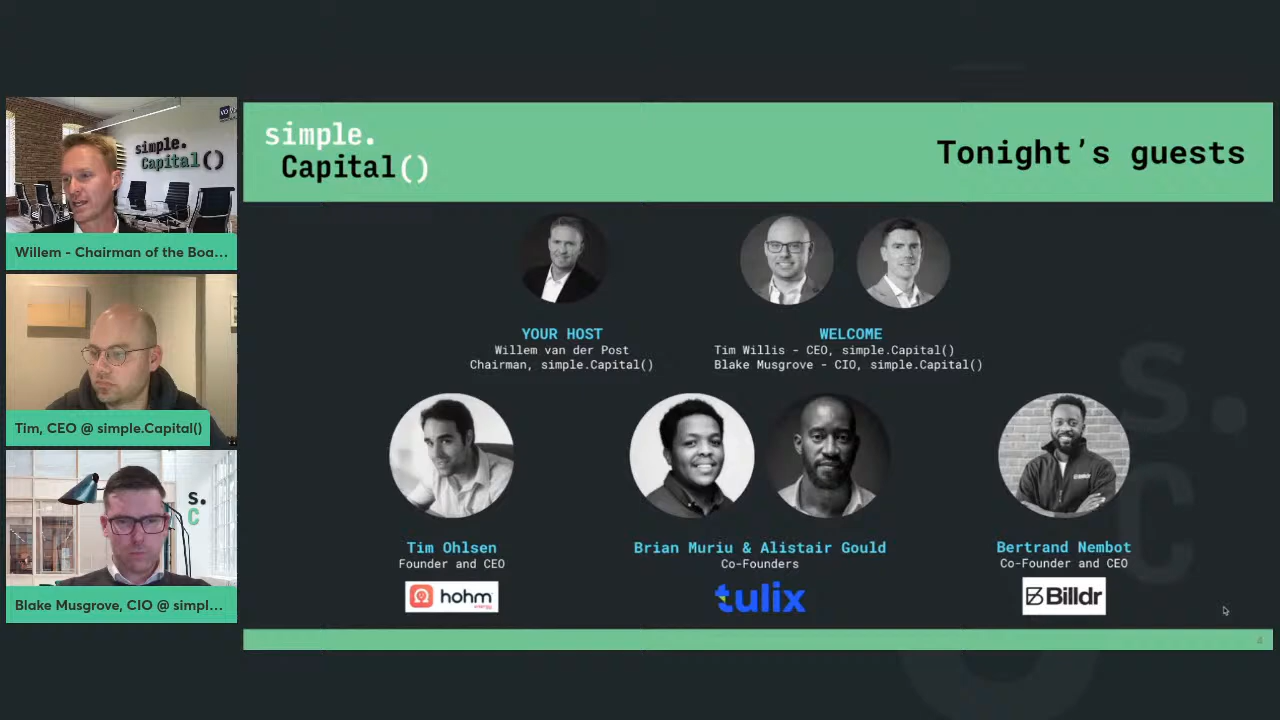 simple.
Capital()
Willem - Chairman of the Boa...
Tim, CEO @ simple.Capital()
s.
C
Blake Musgrove, CIO @ simpl...
simple.
Capital()
Tonight's guests
YOUR HOST
Willem van der Post
Chairman, simple.Capital()
WELCOME
Tim Willis - CEO, simple.Capital()
Blake Musgrove - CIO, simple.Capital()
Tim Ohlsen
Founder and CEO
hohm
energy
Brian Muriu & Alistair Gould
Co-Founders
tulix
Bertrand Nembot
Co-Founder and CEO
Billdr
s.
C
4